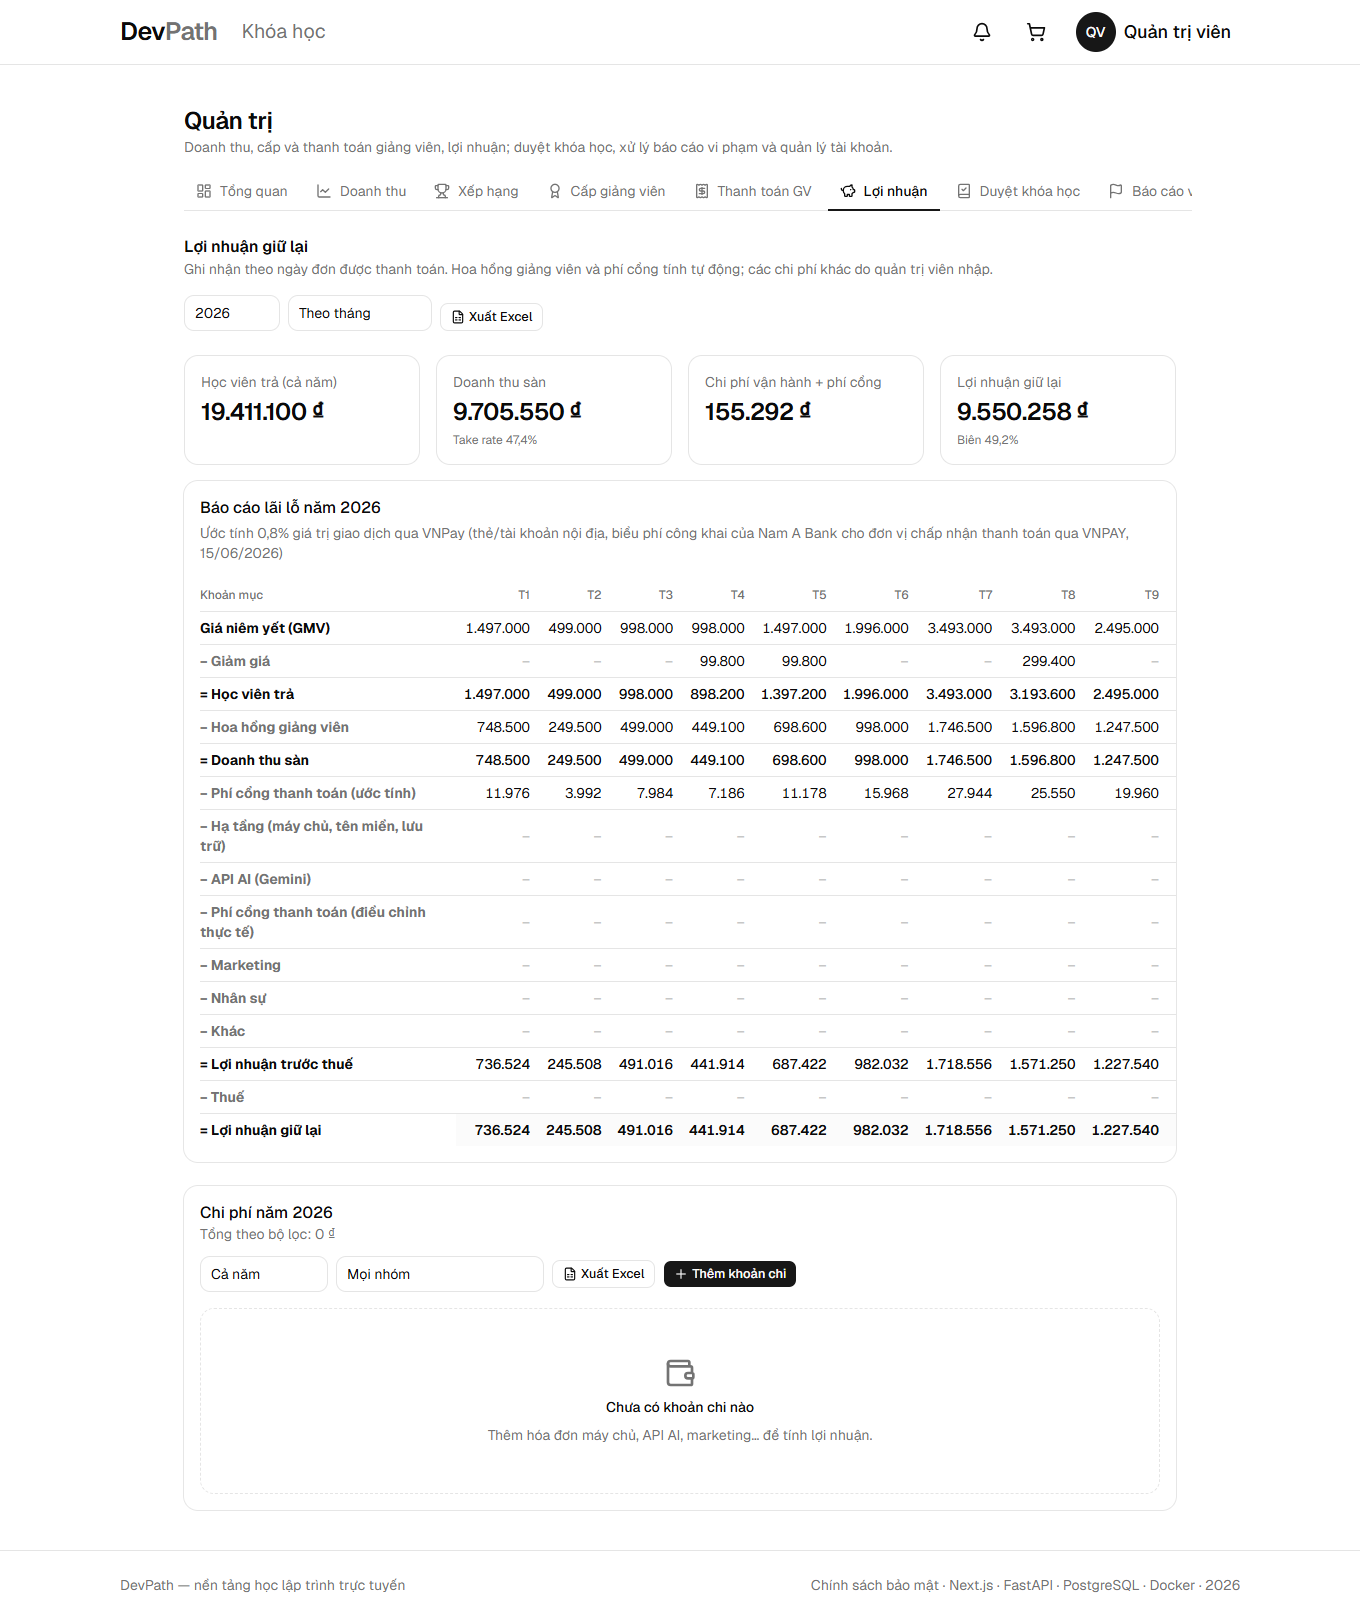 DevPath Khóa học QV Quản trị viên
Quản trị
Doanh thu, cấp và thanh toán giảng viên, lợi nhuận; duyệt khóa học, xử lý báo cáo vi phạm và quản lý tài khoản.
Tổng quan Doanh thu Xếp hạng Cấp giảng viên Thanh toán GV Lợi nhuận Duyệt khóa học Báo cáo v
Lợi nhuận giữ lại
Ghi nhận theo ngày đơn được thanh toán. Hoa hồng giảng viên và phí cổng tính tự động; các chi phí khác do quản trị viên nhập.
2026 Theo tháng Xuất Excel
Học viên trả (cả năm) Doanh thu sàn Chi phí vận hành + phí cổng Lợi nhuận giữ lại
19.411.100 ₫ 9.705.550 ₫ 155.292 ₫ 9.550.258 ₫
Take rate 47,4% Biên 49,2%
Báo cáo lãi lỗ năm 2026
Ước tính 0,8% giá trị giao dịch qua VNPay (thẻ/tài khoản nội địa, biểu phí công khai của Nam A Bank cho đơn vị chấp nhận thanh toán qua VNPAY,
15/06/2026)
Khoản mục T1 T2 T3 T4 T5 T6 T7 T8 T9
Giá niêm yết (GMV) 1.497.000 499.000 998.000 998.000 1.497.000 1.996.000 3.493.000 3.493.000 2.495.000
– Giảm giá – – – 99.800 99.800 – – 299.400 –
= Học viên trả 1.497.000 499.000 998.000 898.200 1.397.200 1.996.000 3.493.000 3.193.600 2.495.000
– Hoa hồng giảng viên 748.500 249.500 499.000 449.100 698.600 998.000 1.746.500 1.596.800 1.247.500
= Doanh thu sàn 748.500 249.500 499.000 449.100 698.600 998.000 1.746.500 1.596.800 1.247.500
– Phí cổng thanh toán (ước tính) 11.976 3.992 7.984 7.186 11.178 15.968 27.944 25.550 19.960
– Hạ tầng (máy chủ, tên miền, lưu
trữ) – – – – – – – – –
– API AI (Gemini) – – – – – – – – –
– Phí cổng thanh toán (điều chỉnh
thực tế) – – – – – – – – –
– Marketing – – – – – – – – –
– Nhân sự – – – – – – – – –
– Khác – – – – – – – – –
= Lợi nhuận trước thuế 736.524 245.508 491.016 441.914 687.422 982.032 1.718.556 1.571.250 1.227.540
– Thuế – – – – – – – – –
= Lợi nhuận giữ lại 736.524 245.508 491.016 441.914 687.422 982.032 1.718.556 1.571.250 1.227.540
Chi phí năm 2026
Tổng theo bộ lọc: 0 ₫
Cả năm Mọi nhóm Xuất Excel + Thêm khoản chi
Chưa có khoản chi nào
Thêm hóa đơn máy chủ, API AI, marketing... để tính lợi nhuận.
DevPath — nền tảng học lập trình trực tuyến Chính sách bảo mật · Next.js · FastAPI · PostgreSQL · Docker · 2026